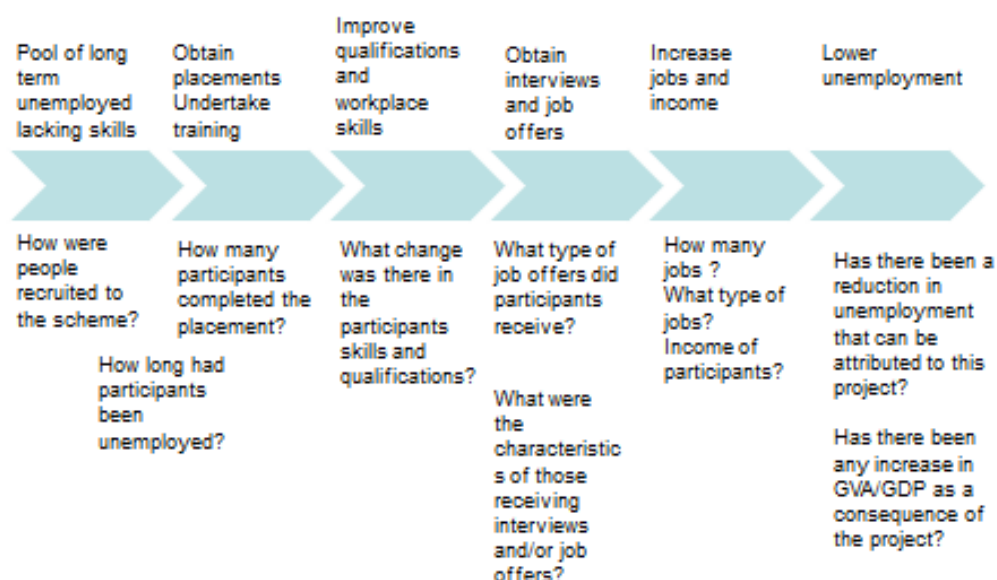 Pool of long
term
unemployed
lacking skills
Obtain
placements
Undertake
training
Improve
qualifications
and
workplace
skills
Obtain
interviews
and job
offers
Increase
jobs and
income
Lower
unemployment
How were
people
recruited to
the scheme?
How long had
participants
been
unemployed?
How many
participants
completed the
placement?
What change
was there in
the
participants
skills and
qualifications?
What type of
job offers did
participants
receive?
What were
the
characteristic
s of those
receiving
interviews
and/or job
offers?
How many
jobs ?
What type of
jobs?
Income of
participants?
Has there been a
reduction in
unemployment
that can be
attributed to this
project?
Has there been
any increase in
GVA/GDP as a
consequence of
the project?